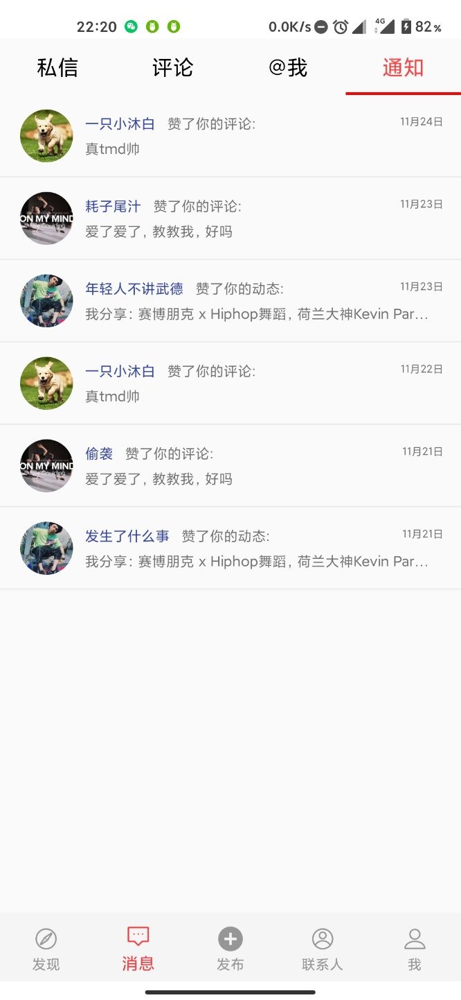 22:20 0.0K/s 4G 82%
私信 评论 @我 通知
一只小沐白 赞了你的评论: 11月24日
真tmd帅
耗子尾汁 赞了你的评论: 11月23日
ON MY MIND
Ellie Goulding
爱了爱了, 教教我, 好吗
年轻人不讲武德 赞了你的动态: 11月23日
我分享: 赛博朋克 x Hiphop舞蹈, 荷兰大神Kevin Par...
一只小沐白 赞了你的评论: 11月22日
真tmd帅
偷袭 赞了你的评论: 11月21日
ON MY MIND
Ellie Goulding
爱了爱了, 教教我, 好吗
发生了什么事 赞了你的动态: 11月21日
我分享: 赛博朋克 x Hiphop舞蹈, 荷兰大神Kevin Par...
发现 消息 发布 联系人 我